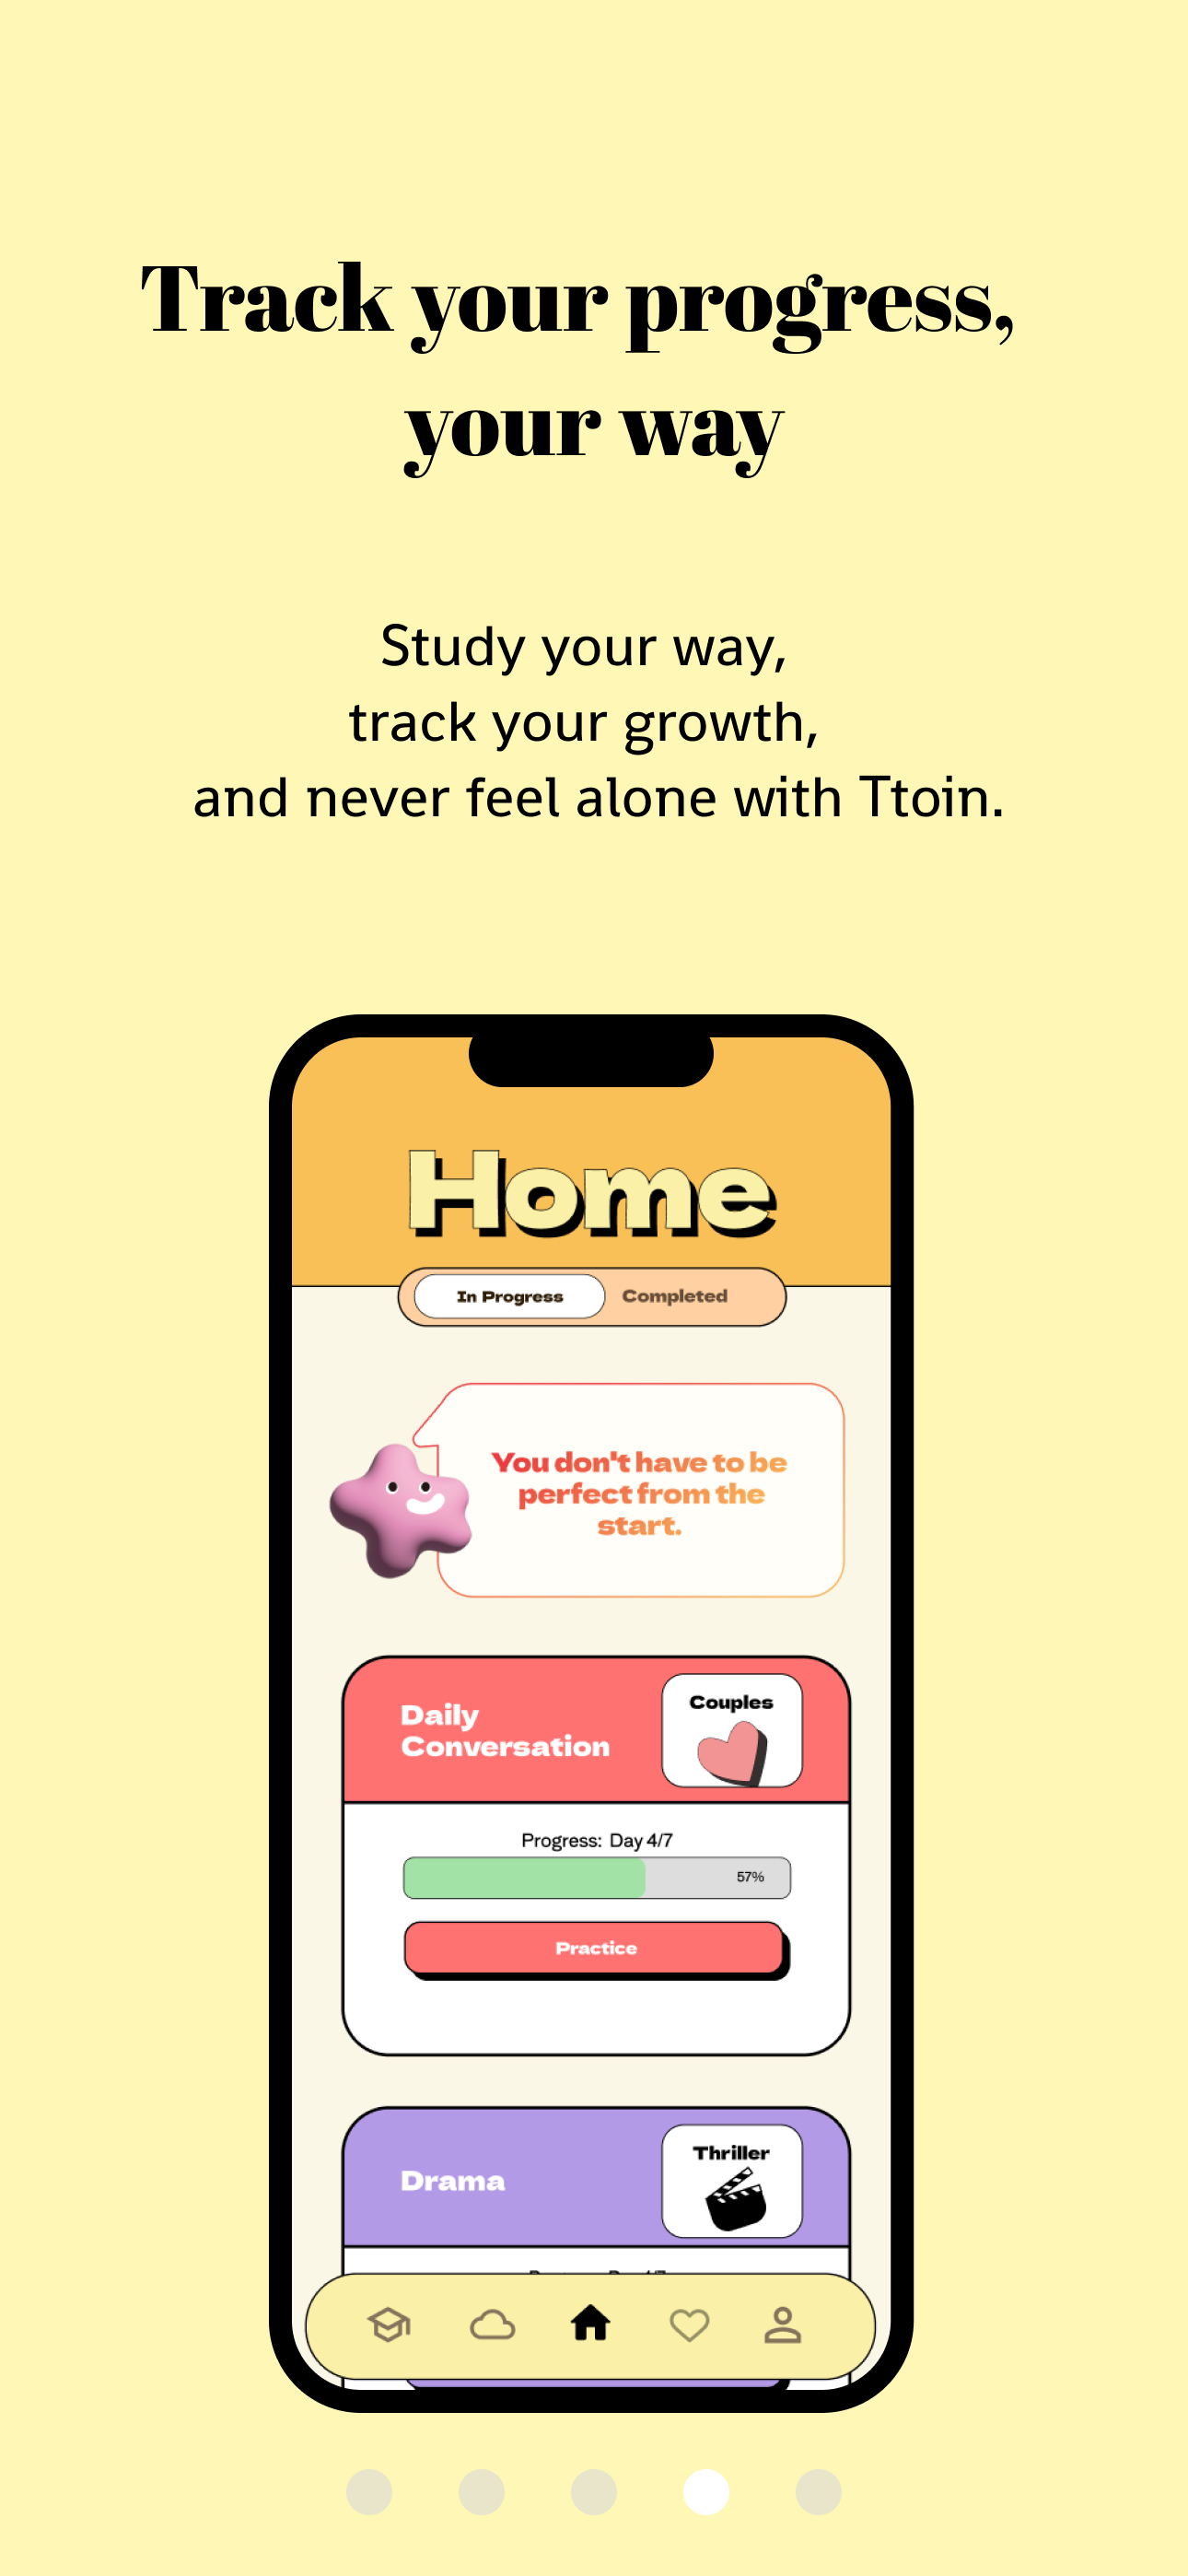 Track your progress,
your way
Study your way,
track your growth,
and never feel alone with Ttoin.
Home
In Progress
Completed
You don't have to be
perfect from the
start.
Daily
Conversation
Couples
Progress: Day 4/7
57%
Practice
Drama
Thriller